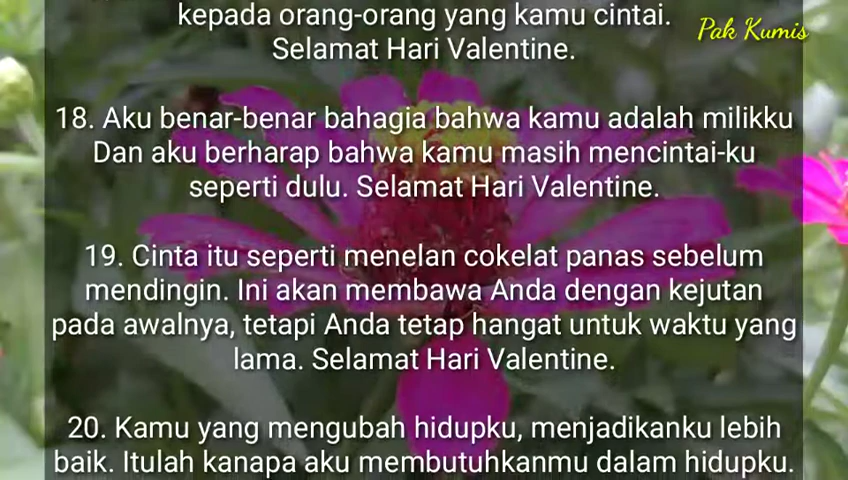 kepada orang-orang yang kamu cintai.
Pak Kumis
Selamat Hari Valentine.
18. Aku benar-benar bahagia bahwa kamu adalah milikku
Dan aku berharap bahwa kamu masih mencintai-ku
seperti dulu. Selamat Hari Valentine.
19. Cinta itu seperti menelan cokelat panas sebelum
mendingin. Ini akan membawa Anda dengan kejutan
pada awalnya, tetapi Anda tetap hangat untuk waktu yang
lama. Selamat Hari Valentine.
20. Kamu yang mengubah hidupku, menjadikanku lebih
baik. Itulah kanapa aku membutuhkanmu dalam hidupku.